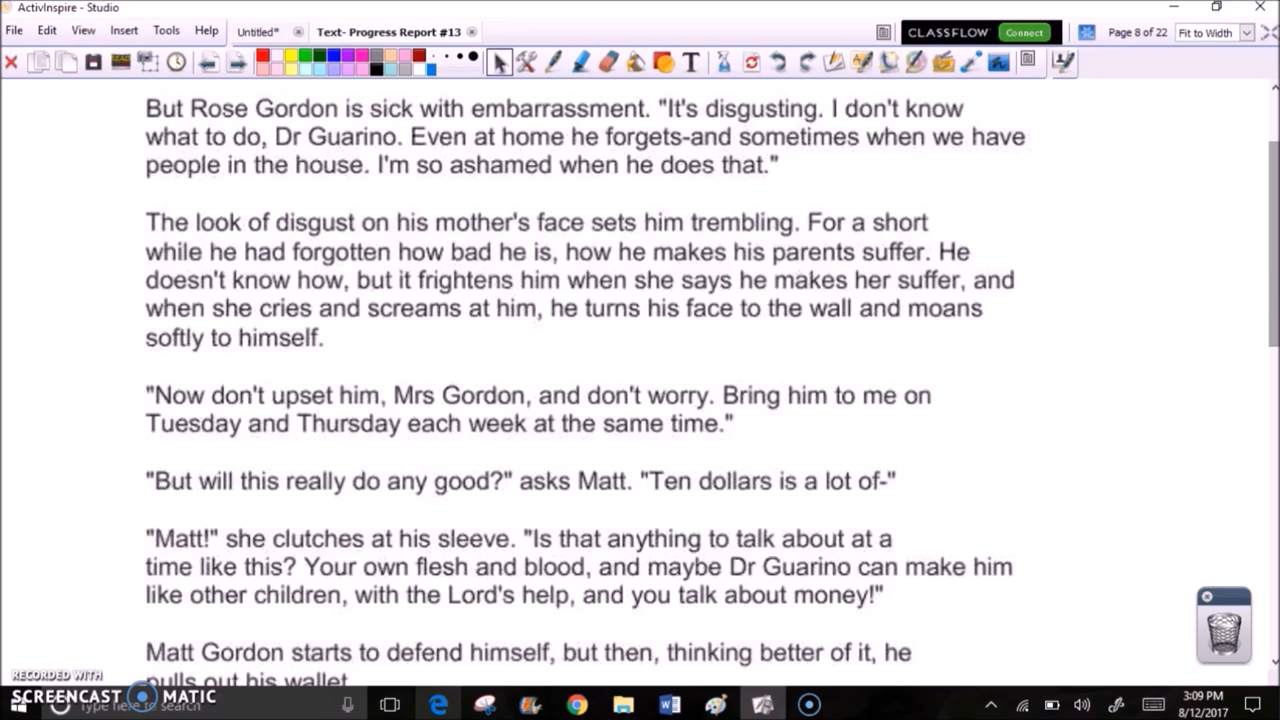 ActivInspire - Studio
File Edit View Insert Tools Help Untitled* Text- Progress Report #13 CLASSFLOW Connect Page 8 of 22 Fit to Width
But Rose Gordon is sick with embarrassment. "It's disgusting. I don't know
what to do, Dr Guarino. Even at home he forgets-and sometimes when we have
people in the house. I'm so ashamed when he does that."
The look of disgust on his mother's face sets him trembling. For a short
while he had forgotten how bad he is, how he makes his parents suffer. He
doesn't know how, but it frightens him when she says he makes her suffer, and
when she cries and screams at him, he turns his face to the wall and moans
softly to himself.
"Now don't upset him, Mrs Gordon, and don't worry. Bring him to me on
Tuesday and Thursday each week at the same time."
"But will this really do any good?" asks Matt. "Ten dollars is a lot of-"
"Matt!" she clutches at his sleeve. "Is that anything to talk about at a
time like this? Your own flesh and blood, and maybe Dr Guarino can make him
like other children, with the Lord's help, and you talk about money!"
Matt Gordon starts to defend himself, but then, thinking better of it, he
pulls out his wallet
RECORDED WITH
SCREENCAST MATIC
Type here to search
3:09 PM
8/12/2017